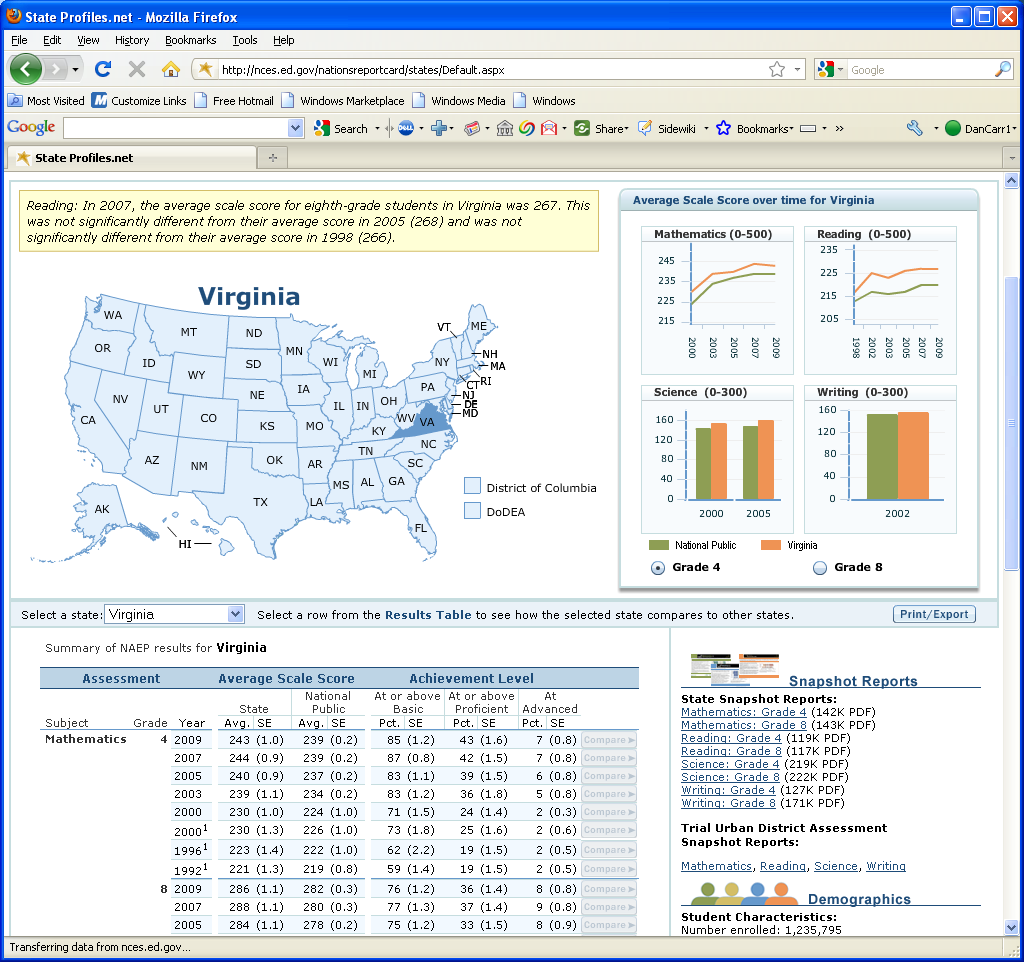 State Profiles.net - Mozilla Firefox
File Edit View History Bookmarks Tools Help
http://nces.ed.gov/nationsreportcard/states/Default.aspx
Google
Most Visited Customize Links Free Hotmail Windows Marketplace Windows Media Windows
Google Search Share Sidewiki Bookmarks DanCarr1
State Profiles.net
Reading: In 2007, the average scale score for eighth-grade students in Virginia was 267. This
was not significantly different from their average score in 2005 (268) and was not
significantly different from their average score in 1998 (266).
Virginia
WA
MT
ND
MN
VT
ME
OR
ID
SD
WI
NY
NH
MA
WY
MI
RI
CT
NV
NE
IA
PA
NJ
UT
IL
IN
OH
DE
MD
CA
CO
KS
MO
WV
VA
KY
NC
AZ
NM
OK
AR
TN
SC
MS
AL
GA
TX
LA
AK
FL
HI
District of Columbia
DoDEA
Average Scale Score over time for Virginia
Mathematics (0-500)
245
235
225
215
2000 2003 2005 2007 2009
Reading (0-500)
235
225
215
205
1998 2002 2003 2005 2007 2009
Science (0-300)
160
120
80
40
0
2000 2005
Writing (0-300)
160
120
80
40
0
2002
National Public Virginia
Grade 4 Grade 8
Select a state: Virginia Select a row from the Results Table to see how the selected state compares to other states. Print/Export
Summary of NAEP results for Virginia
Assessment Average Scale Score Achievement Level
State National Public At or above Basic At or above Proficient At Advanced
Subject Grade Year Avg. SE Avg. SE Pct. SE Pct. SE Pct. SE
Mathematics 4 2009 243 (1.0) 239 (0.2) 85 (1.2) 43 (1.6) 7 (0.8) Compare
2007 244 (0.9) 239 (0.2) 87 (0.8) 42 (1.5) 7 (0.8) Compare
2005 240 (0.9) 237 (0.2) 83 (1.1) 39 (1.5) 6 (0.8) Compare
2003 239 (1.1) 234 (0.2) 83 (1.2) 36 (1.8) 5 (0.8) Compare
2000 230 (1.0) 224 (1.0) 71 (1.5) 24 (1.4) 2 (0.3) Compare
2000¹ 230 (1.3) 226 (1.0) 73 (1.8) 25 (1.6) 2 (0.6) Compare
1996¹ 223 (1.4) 222 (1.0) 62 (2.2) 19 (1.5) 2 (0.5) Compare
1992¹ 221 (1.3) 219 (0.8) 59 (1.4) 19 (1.5) 2 (0.5) Compare
8 2009 286 (1.1) 282 (0.3) 76 (1.2) 36 (1.4) 8 (0.8) Compare
2007 288 (1.1) 280 (0.3) 77 (1.3) 37 (1.4) 9 (0.8) Compare
2005 284 (1.1) 278 (0.2) 75 (1.2) 33 (1.5) 8 (0.9) Compare
Snapshot Reports
State Snapshot Reports:
Mathematics: Grade 4 (142K PDF)
Mathematics: Grade 8 (143K PDF)
Reading: Grade 4 (119K PDF)
Reading: Grade 8 (117K PDF)
Science: Grade 4 (219K PDF)
Science: Grade 8 (222K PDF)
Writing: Grade 4 (127K PDF)
Writing: Grade 8 (171K PDF)
Trial Urban District Assessment
Snapshot Reports:
Mathematics, Reading, Science, Writing
Demographics
Student Characteristics:
Number enrolled: 1,235,795
Transferring data from nces.ed.gov...